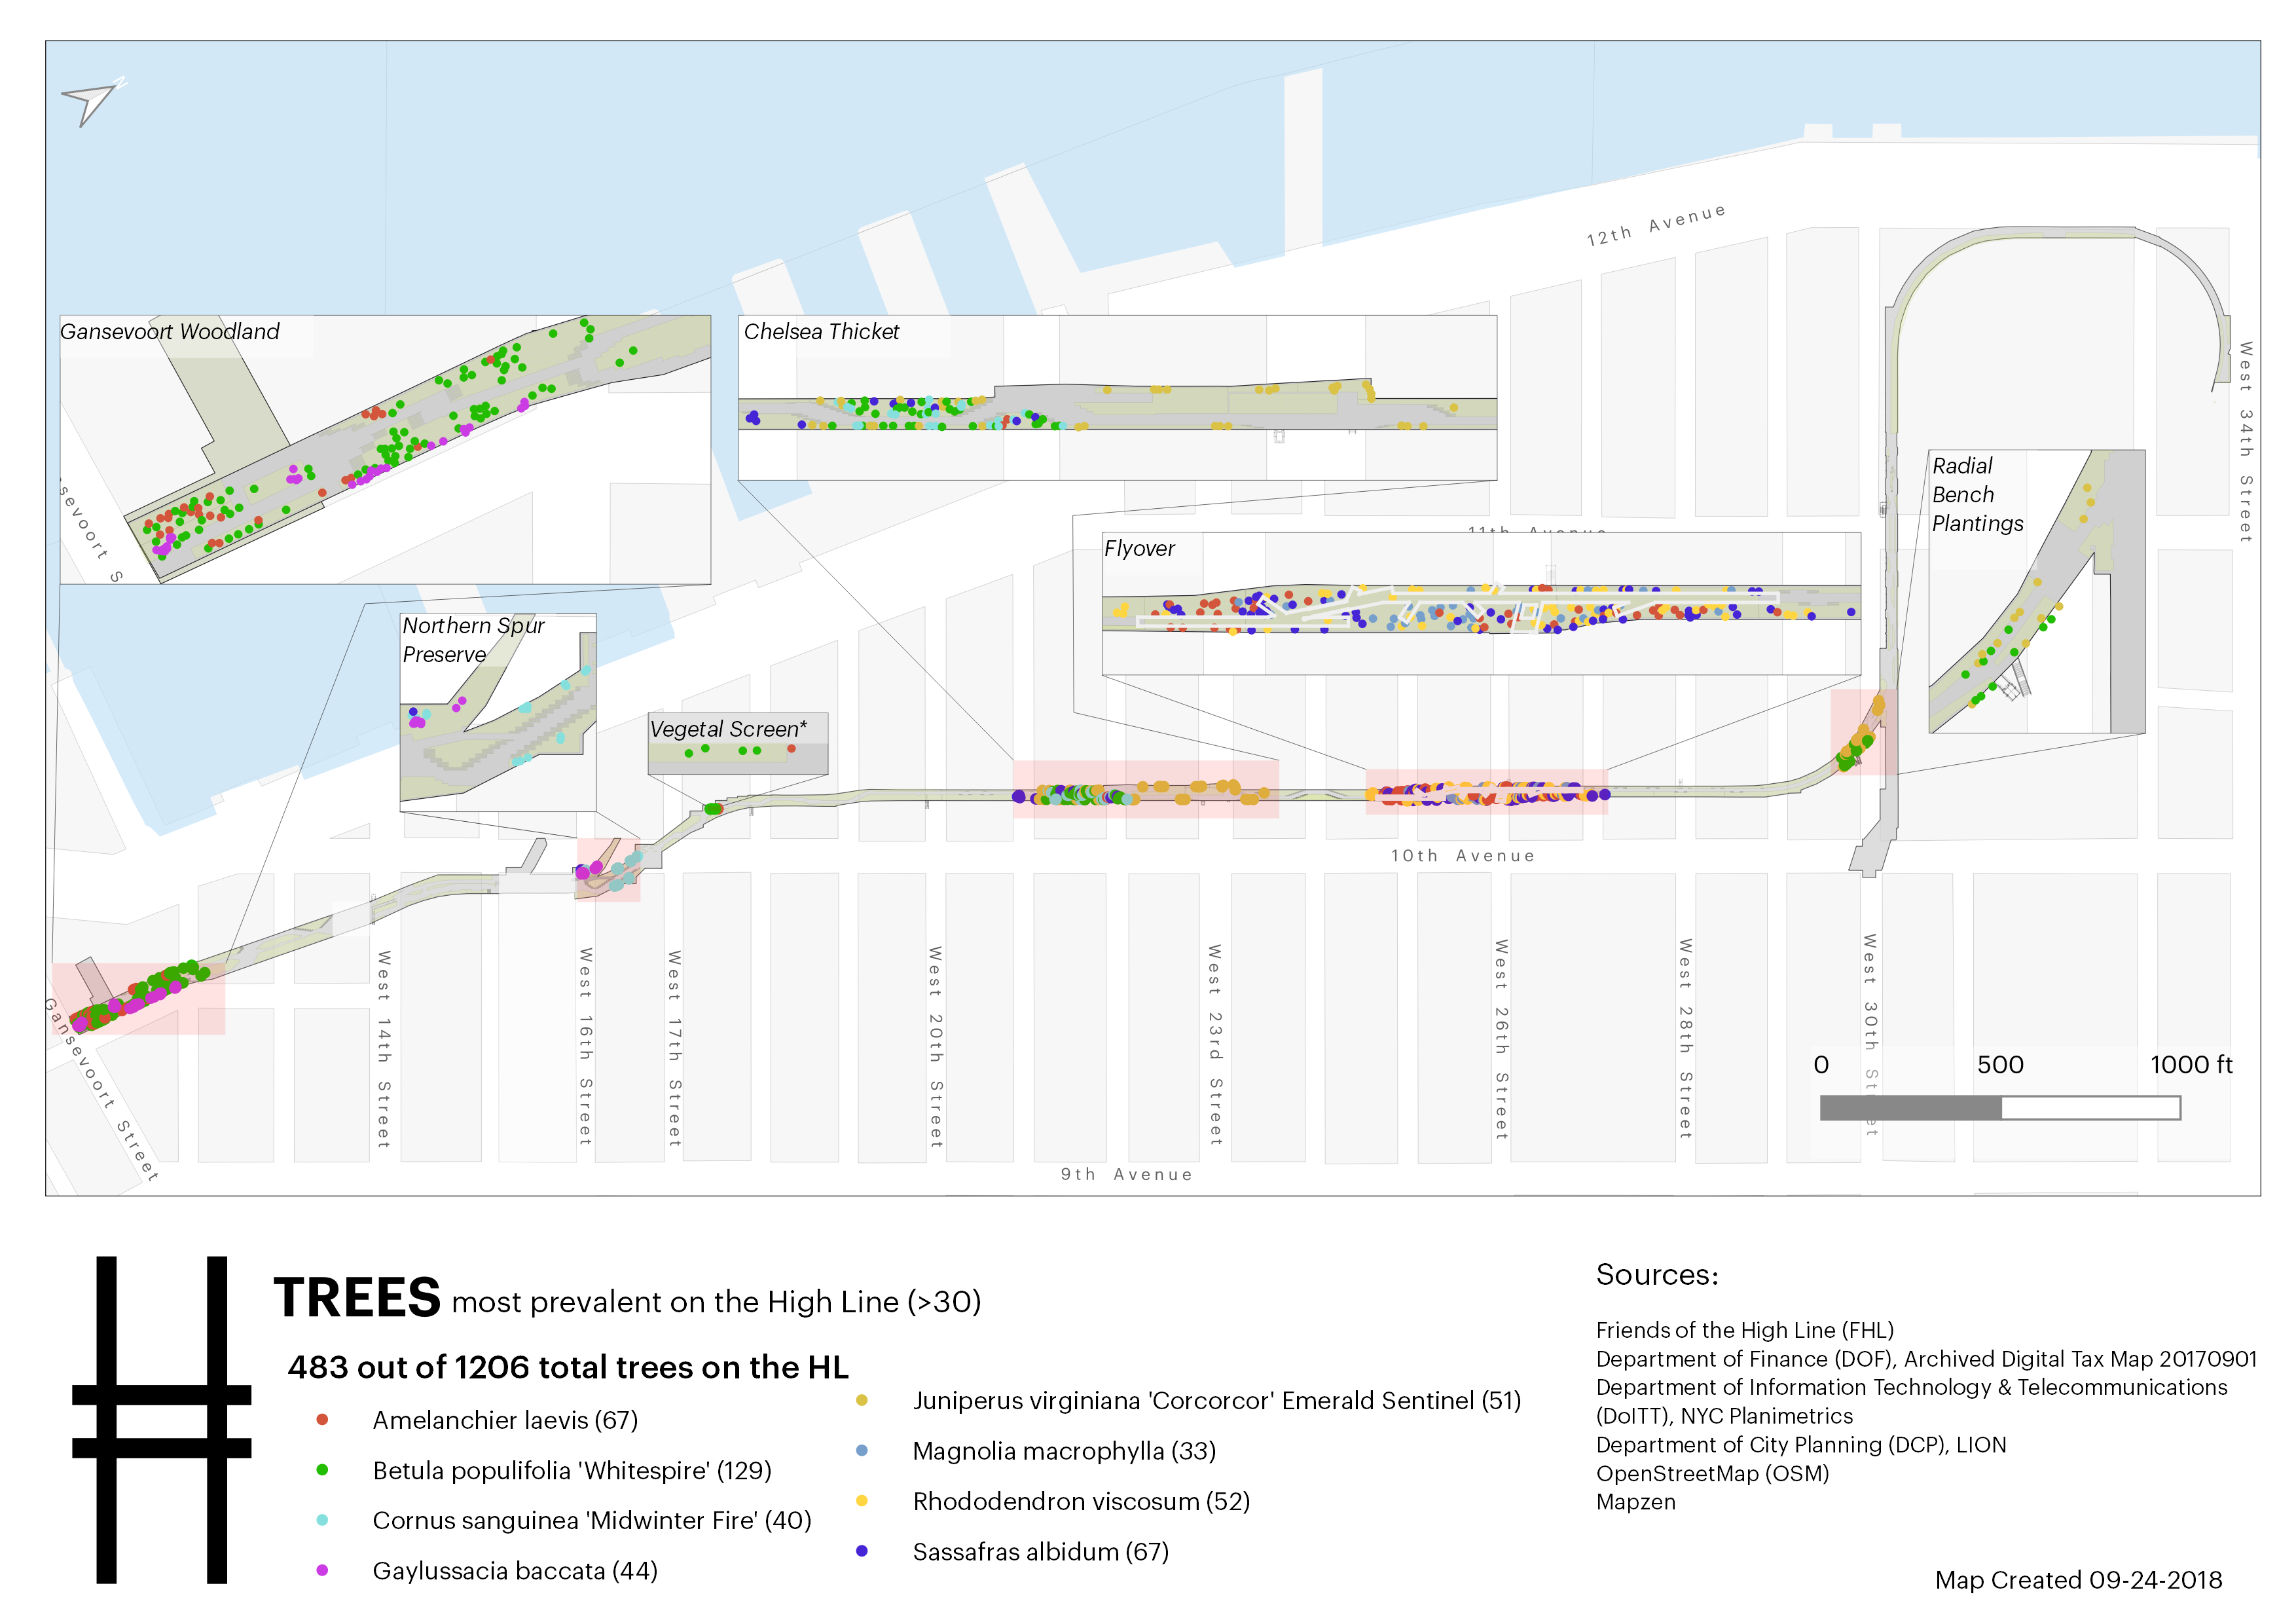 N
12th Avenue
Gansevoort Woodland
Chelsea Thicket
West 34th Street
Radial
Bench
Plantings
sevoort S
11th Avenue
Flyover
Northern Spur
Preserve
Vegetal Screen*
10th Avenue
Gansevoort Street
West 14th Street
West 16th Street
West 17th Street
West 20th Street
West 23rd Street
West 26th Street
West 28th Street
West 30th Street
0 500 1000 ft
9th Avenue
TREES most prevalent on the High Line (>30)
483 out of 1206 total trees on the HL
Amelanchier laevis (67)
Betula populifolia 'Whitespire' (129)
Cornus sanguinea 'Midwinter Fire' (40)
Gaylussacia baccata (44)
Juniperus virginiana 'Corcorcor' Emerald Sentinel (51)
Magnolia macrophylla (33)
Rhododendron viscosum (52)
Sassafras albidum (67)
Sources:
Friends of the High Line (FHL)
Department of Finance (DOF), Archived Digital Tax Map 20170901
Department of Information Technology & Telecommunications
(DoITT), NYC Planimetrics
Department of City Planning (DCP), LION
OpenStreetMap (OSM)
Mapzen
Map Created 09-24-2018